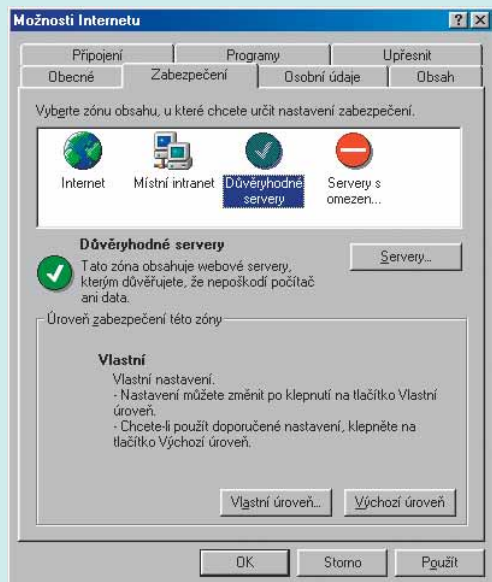 Možnosti Internetu
Připojení Programy Upřesnit
Obecné Zabezpečení Osobní údaje Obsah
Vyberte zónu obsahu, u které chcete určit nastavení zabezpečení.
Internet Místní intranet Důvěryhodné servery Servery s omezen...
Důvěryhodné servery
Servery...
Tato zóna obsahuje webové servery,
kterým důvěřujete, že nepoškodí počítač
ani data.
Úroveň zabezpečení této zóny
Vlastní
Vlastní nastavení.
- Nastavení můžete změnit po klepnutí na tlačítko Vlastní
úroveň.
- Chcete-li použít doporučené nastavení, klepněte na
tlačítko Výchozí úroveň.
Vlastní úroveň... Výchozí úroveň
OK Storno Použít